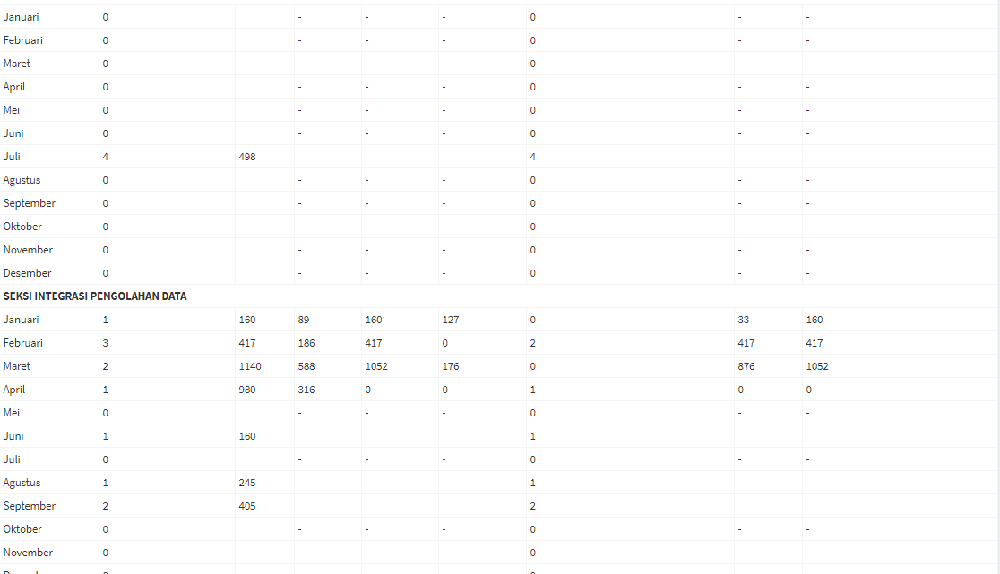 Januari 0 - - - 0 - -
Februari 0 - - - 0 - -
Maret 0 - - - 0 - -
April 0 - - - 0 - -
Mei 0 - - - 0 - -
Juni 0 - - - 0 - -
Juli 4 498 4
Agustus 0 - - - 0 - -
September 0 - - - 0 - -
Oktober 0 - - - 0 - -
November 0 - - - 0 - -
Desember 0 - - - 0 - -
SEKSI INTEGRASI PENGOLAHAN DATA
Januari 1 160 89 160 127 0 33 160
Februari 3 417 186 417 0 2 417 417
Maret 2 1140 588 1052 176 0 876 1052
April 1 980 316 0 0 1 0 0
Mei 0 - - - 0 - -
Juni 1 160 1
Juli 0 - - - 0 - -
Agustus 1 245 1
September 2 405 2
Oktober 0 - - - 0 - -
November 0 - - - 0 - -